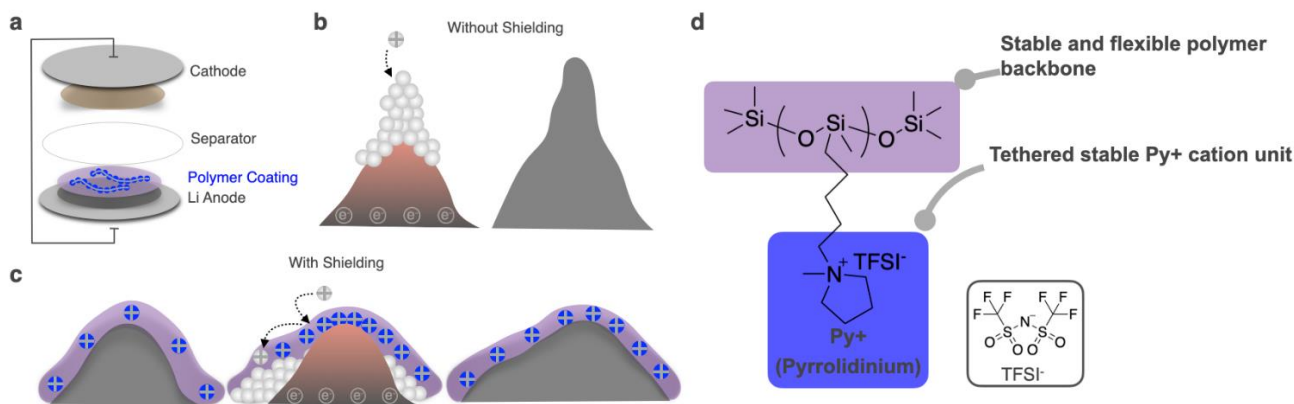 a
Cathode
Separator
Polymer Coating
Li Anode
b
Without Shielding
e⁻ e⁻ e⁻ e⁻
c
With Shielding
e⁻ e⁻ e⁻ e⁻
d
Stable and flexible polymer
backbone
Si ( O Si ) O Si
Tethered stable Py+ cation unit
N+ TFSI-
Py+
(Pyrrolidinium)
F F F F
F F
S N- S
O O O O
TFSI-